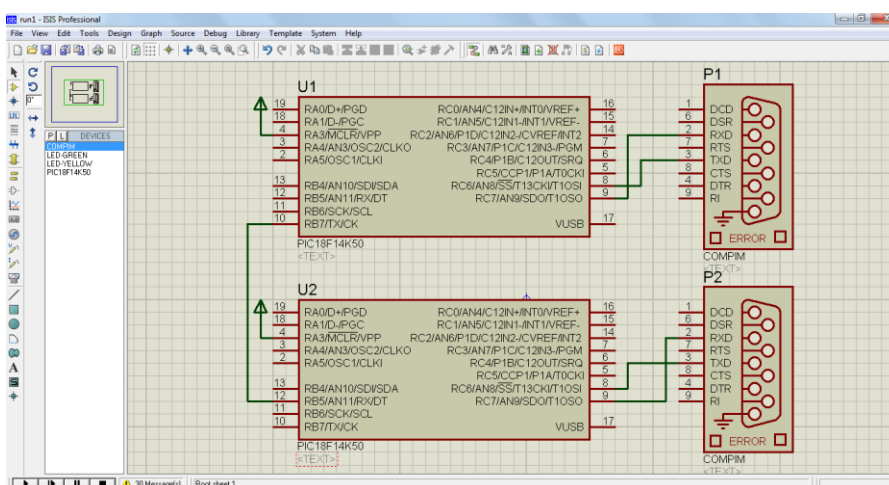 run1 - ISIS Professional
File View Edit Tools Design Graph Source Debug Library Template System Help
0°
P L DEVICES
COMPIM
LED-GREEN
LED-YELLOW
PIC18F14K50
U1
19 RA0/D+/PGD
18 RA1/D-/PGC
4 RA3/MCLR/VPP
3 RA4/AN3/OSC2/CLKO
2 RA5/OSC1/CLKI
13 RB4/AN10/SDI/SDA
12 RB5/AN11/RX/DT
11 RB6/SCK/SCL
10 RB7/TX/CK
RC0/AN4/C12IN+/INT0/VREF+ 16
RC1/AN5/C12IN1-/INT1/VREF- 15
RC2/AN6/P1D/C12IN2-/CVREF/INT2 14
RC3/AN7/P1C/C12IN3-/PGM 7
RC4/P1B/C12OUT/SRQ 6
RC5/CCP1/P1A/T0CKI 5
RC6/AN8/SS/T13CKI/T1OSI 8
RC7/AN9/SDO/T1OSO 9
VUSB 17
PIC18F14K50
<TEXT>
P1
1 DCD
6 DSR
2 RXD
7 RTS
3 TXD
8 CTS
4 DTR
9 RI
ERROR
COMPIM
<TEXT>
U2
19 RA0/D+/PGD
18 RA1/D-/PGC
4 RA3/MCLR/VPP
3 RA4/AN3/OSC2/CLKO
2 RA5/OSC1/CLKI
13 RB4/AN10/SDI/SDA
12 RB5/AN11/RX/DT
11 RB6/SCK/SCL
10 RB7/TX/CK
RC0/AN4/C12IN+/INT0/VREF+ 16
RC1/AN5/C12IN1-/INT1/VREF- 15
RC2/AN6/P1D/C12IN2-/CVREF/INT2 14
RC3/AN7/P1C/C12IN3-/PGM 7
RC4/P1B/C12OUT/SRQ 6
RC5/CCP1/P1A/T0CKI 5
RC6/AN8/SS/T13CKI/T1OSI 8
RC7/AN9/SDO/T1OSO 9
VUSB 17
PIC18F14K50
<TEXT>
P2
1 DCD
6 DSR
2 RXD
7 RTS
3 TXD
8 CTS
4 DTR
9 RI
ERROR
COMPIM
<TEXT>
30 Message(s) Root sheet 1